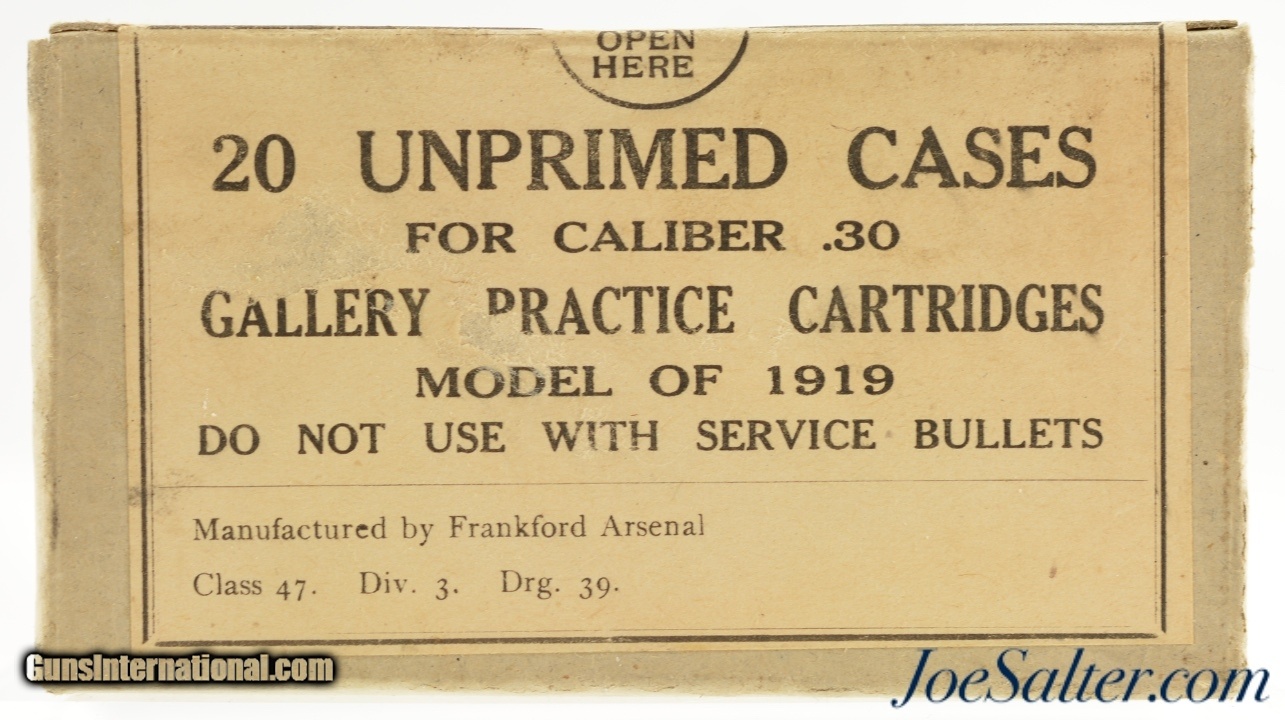 OPEN
HERE
20 UNPRIMED CASES
FOR CALIBER .30
GALLERY PRACTICE CARTRIDGES
MODEL OF 1919
DO NOT USE WITH SERVICE BULLETS
Manufactured by Frankford Arsenal
Class 47. Div. 3. Drg. 39.
GunsInternational.com
JoeSalter.com